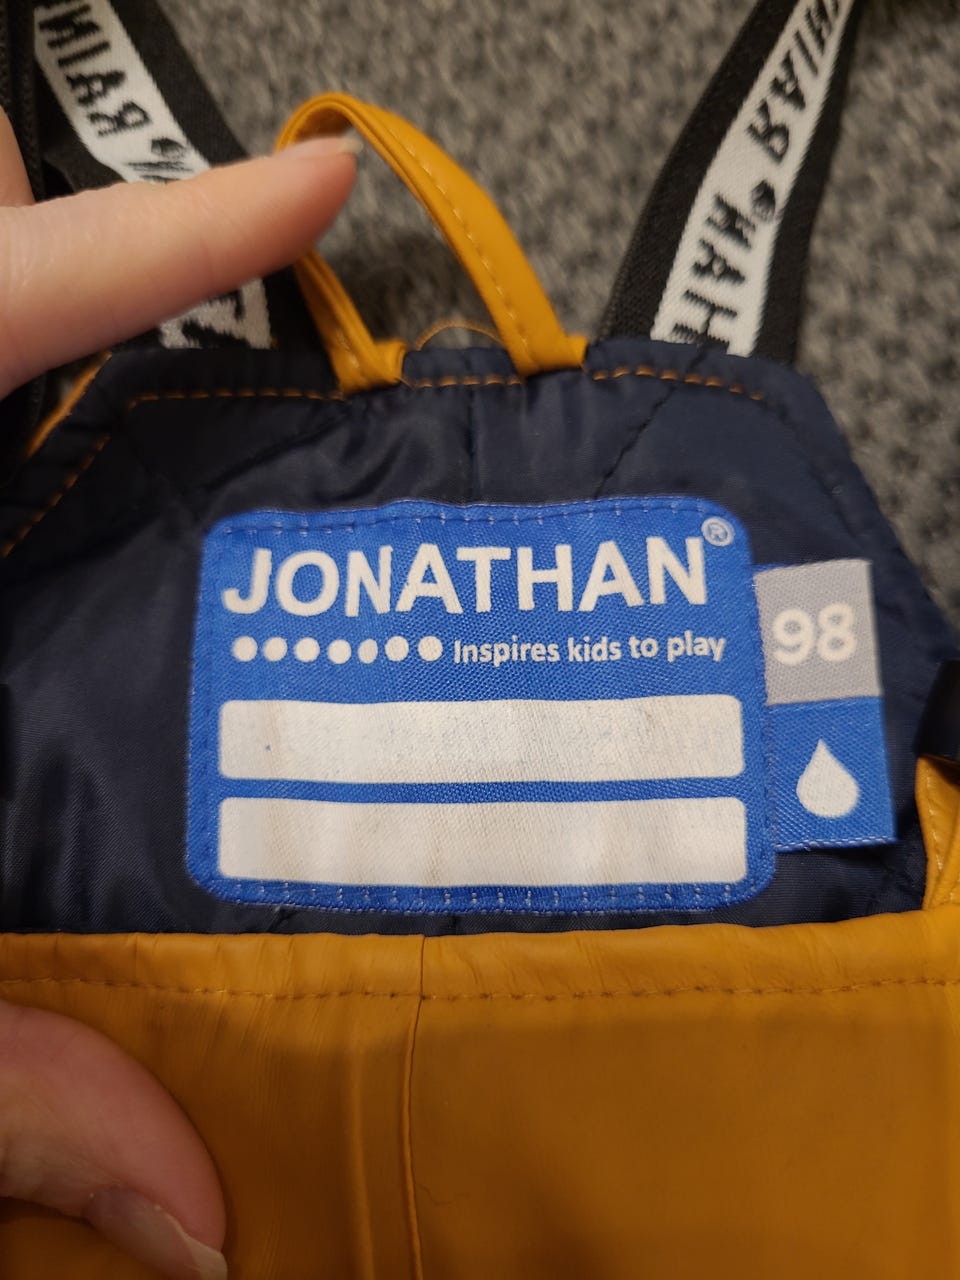 JONATHAN®
Inspires kids to play
98